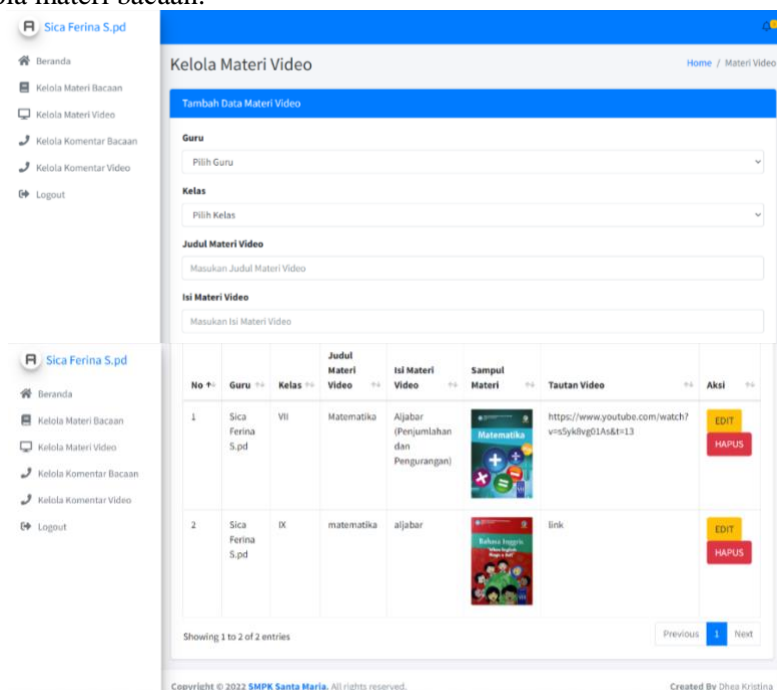 la materi bacaan.
Sica Ferina S.pd
Beranda
Kelola Materi Bacaan
Kelola Materi Video
Kelola Komentar Bacaan
Kelola Komentar Video
Logout
Kelola Materi Video
Home / Materi Video
Tambah Data Materi Video
Guru
Pilih Guru
Kelas
Pilih Kelas
Judul Materi Video
Masukan Judul Materi Video
Isi Materi Video
Masukan Isi Materi Video
Sica Ferina S.pd
Beranda
Kelola Materi Bacaan
Kelola Materi Video
Kelola Komentar Bacaan
Kelola Komentar Video
Logout
No Guru Kelas Judul Materi Video Isi Materi Video Sampul Materi Tautan Video Aksi
1 Sica Ferina S.pd VII Matematika Aljabar (Penjumlahan dan Pengurangan)
Matematika
https://www.youtube.com/watch?
v=sSyk8vg01As&t=13
EDIT
HAPUS
2 Sica Ferina S.pd IX matematika aljabar
Bahasa Inggris
link
EDIT
HAPUS
Showing 1 to 2 of 2 entries
Previous 1 Next
Copyright © 2022 SMPK Santa Maria. All rights reserved.
Created By Dhea Kristina